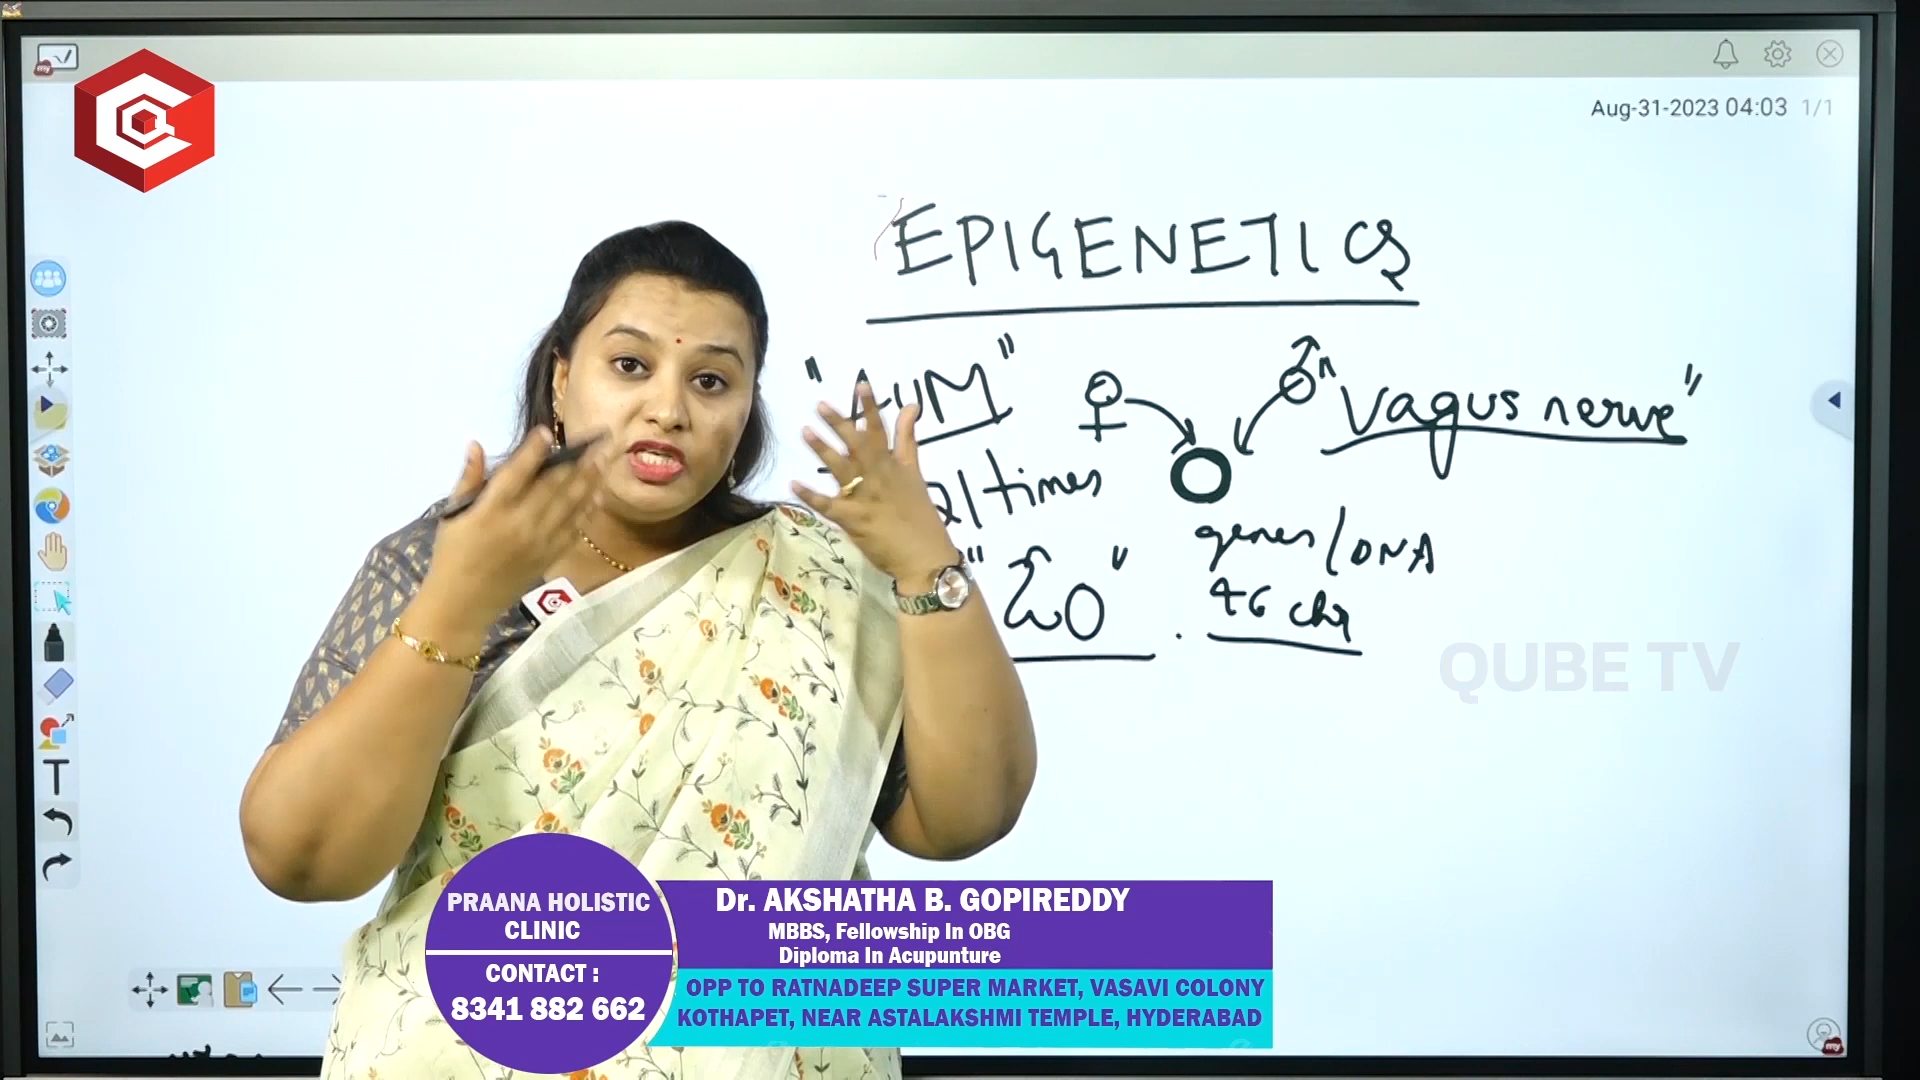 Aug-31-2023 04:03 1/1
EPIGENETICS
"AUM"
♀ ♂
"Vagus nerve"
21 times
genes/DNA
46 chr
QUBE TV
PRAANA HOLISTIC
CLINIC
CONTACT :
8341 882 662
Dr. AKSHATHA B. GOPIREDDY
MBBS, Fellowship In OBG
Diploma In Acupunture
OPP TO RATNADEEP SUPER MARKET, VASAVI COLONY
KOTHAPET, NEAR ASTALAKSHMI TEMPLE, HYDERABAD